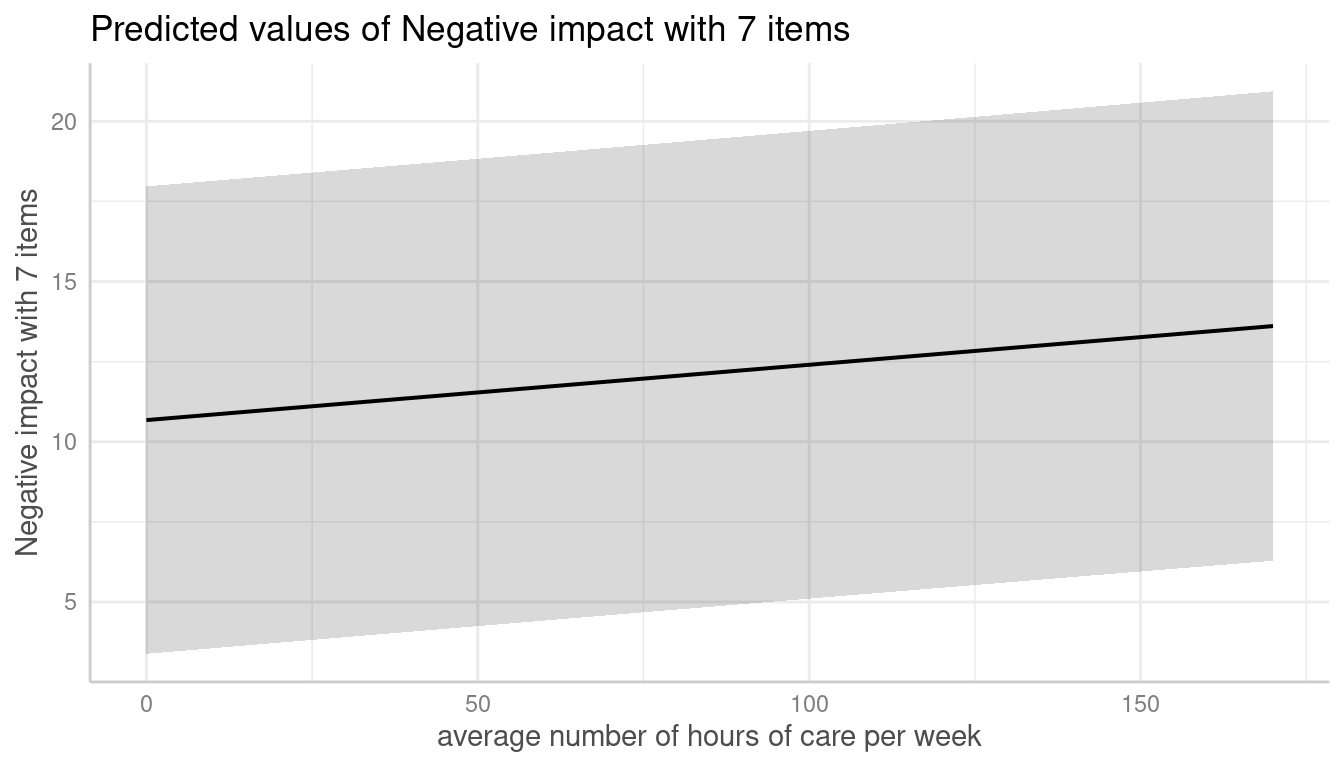 Predicted values of Negative impact with 7 items
Negative impact with 7 items
20
15
10
5
0 50 100 150
average number of hours of care per week